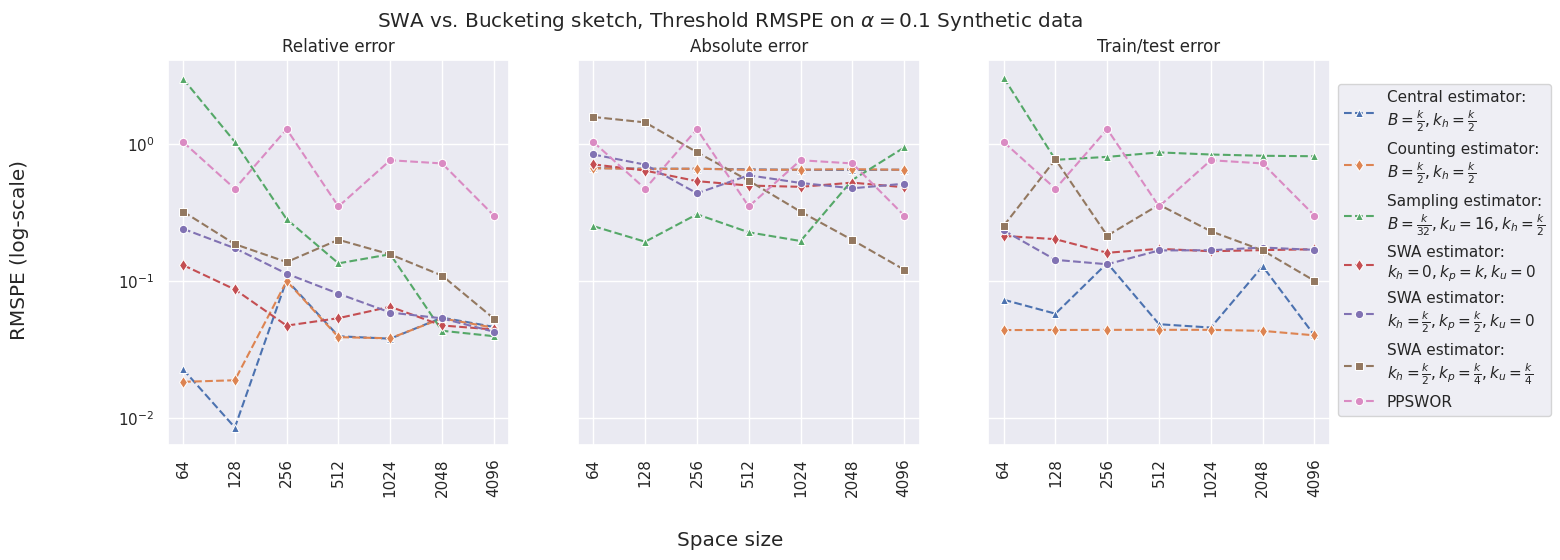 SWA vs. Bucketing sketch, Threshold RMSPE on α = 0.1 Synthetic data
Relative error
Absolute error
Train/test error
RMSPE (log-scale)
10⁰
10⁻¹
10⁻²
64 128 256 512 1024 2048 4096
64 128 256 512 1024 2048 4096
64 128 256 512 1024 2048 4096
Space size
Central estimator:
B = k/2, k_h = k/2
Counting estimator:
B = k/2, k_h = k/2
Sampling estimator:
B = k/32, k_u = 16, k_h = k/2
SWA estimator:
k_h = 0, k_p = k, k_u = 0
SWA estimator:
k_h = k/2, k_p = k/2, k_u = 0
SWA estimator:
k_h = k/2, k_p = k/4, k_u = k/4
PPSWOR